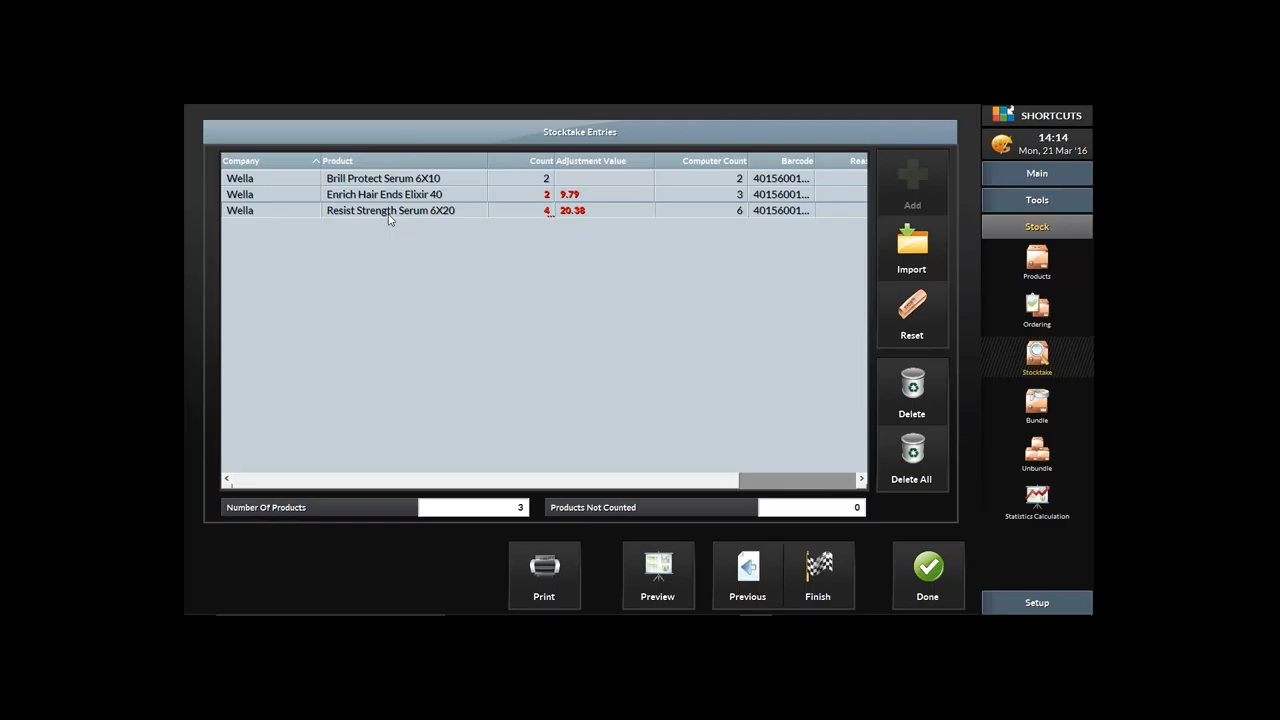 SHORTCUTS
14:14
Mon, 21 Mar '16
Stocktake Entries
Company Product Count Adjustment Value Computer Count Barcode Reas
Wella Brill Protect Serum 6X10 2 2 40156001...
Wella Enrich Hair Ends Elixir 40 2 9.79 3 40156001...
Wella Resist Strength Serum 6X20 4 20.38 6 40156001...
Number Of Products 3 Products Not Counted 0
Add
Import
Reset
Delete
Delete All
Print
Preview
Previous
Finish
Done
Main
Tools
Stock
Products
Ordering
Stocktake
Bundle
Unbundle
Statistics Calculation
Setup